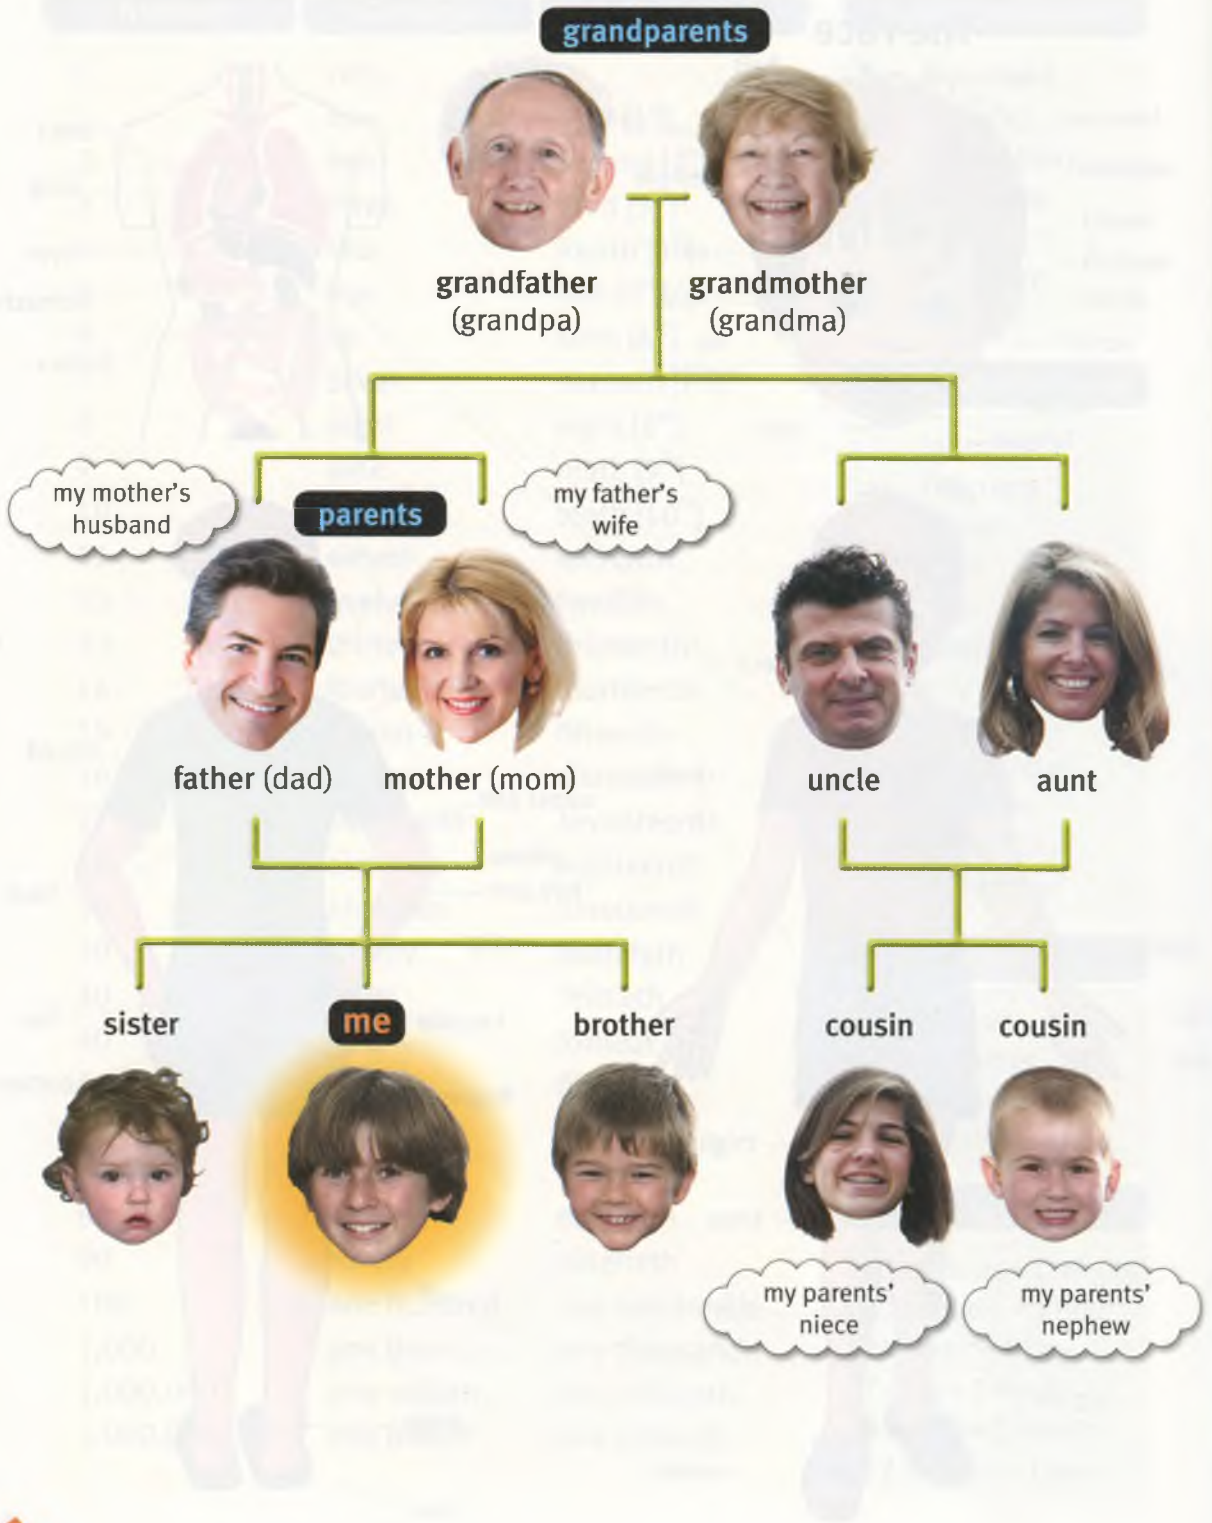 grandparents
grandfather
(grandpa)
grandmother
(grandma)
my mother's
husband
parents
my father's
wife
father (dad)
mother (mom)
uncle
aunt
sister
me
brother
cousin
cousin
my parents'
niece
my parents'
nephew